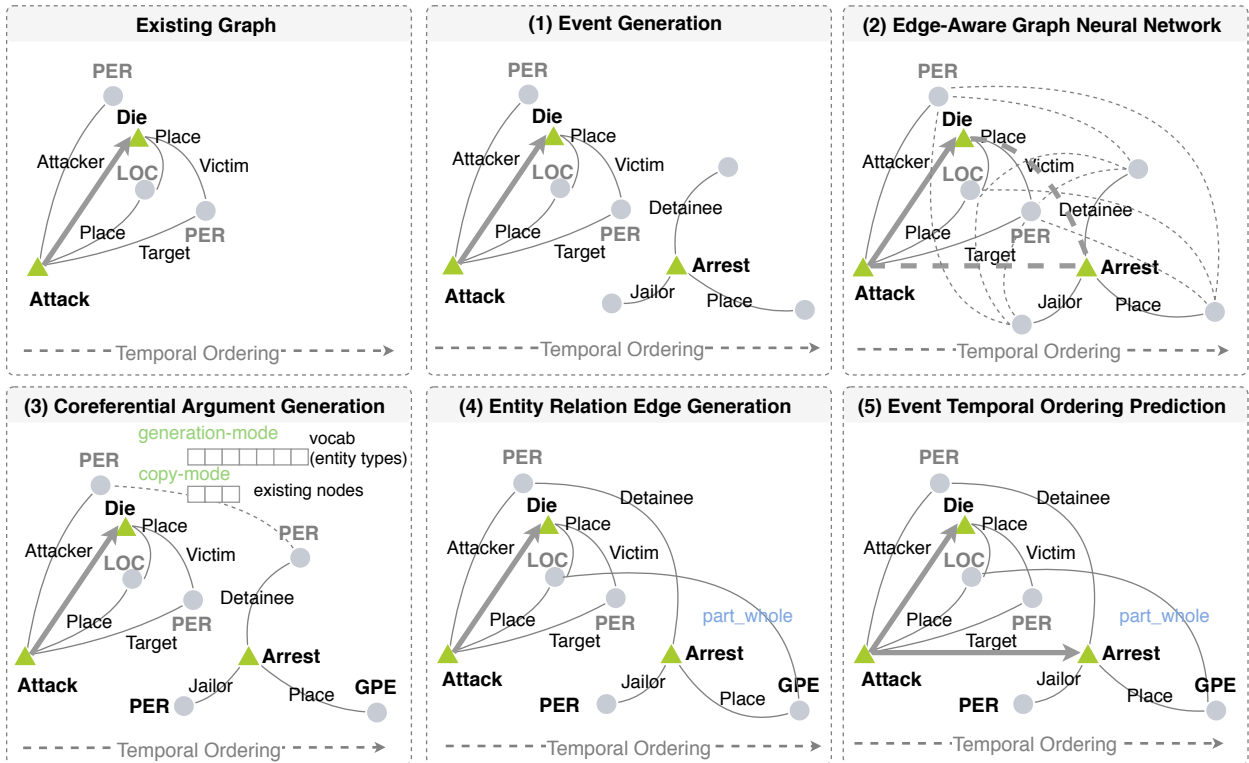 Existing Graph
PER
Die
Place
Attacker
LOC
Victim
Place
PER
Target
Attack
Temporal Ordering
(1) Event Generation
PER
Die
Place
Attacker
LOC
Victim
Detainee
Place
PER
Target
Arrest
Attack
Jailor
Place
Temporal Ordering
(2) Edge-Aware Graph Neural Network
PER
Die
Place
Attacker
Victim
LOC
Detainee
Place
PER
Target
Arrest
Attack
Jailor
Place
Temporal Ordering
(3) Coreferential Argument Generation
generation-mode
vocab
(entity types)
PER
copy-mode
existing nodes
Die
Place
PER
Attacker
LOC
Victim
Detainee
Place
PER
Target
Arrest
Attack
Jailor
Place
GPE
PER
Temporal Ordering
(4) Entity Relation Edge Generation
PER
Detainee
Die
Place
Attacker
LOC
Victim
Place
PER
part_whole
Target
Arrest
Attack
Jailor
Place
GPE
PER
Temporal Ordering
(5) Event Temporal Ordering Prediction
PER
Detainee
Die
Place
Attacker
LOC
Victim
Place
PER
part_whole
Target
Arrest
Attack
Jailor
Place
GPE
PER
Temporal Ordering